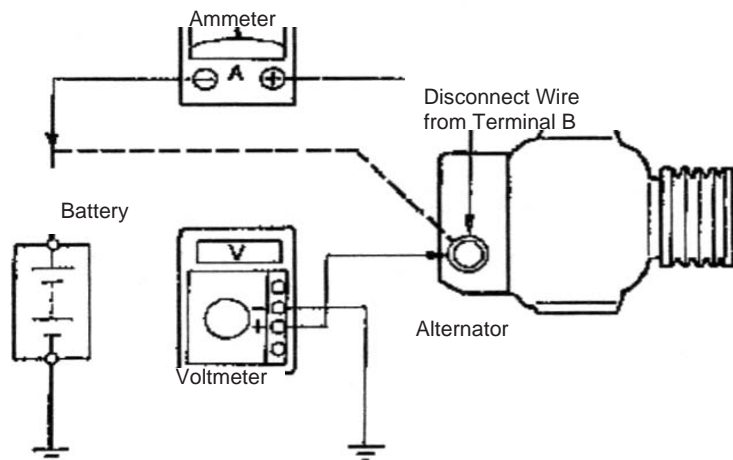 Ammeter
− A +
Disconnect Wire
from Terminal B
Battery
V
−
+
Alternator
Voltmeter